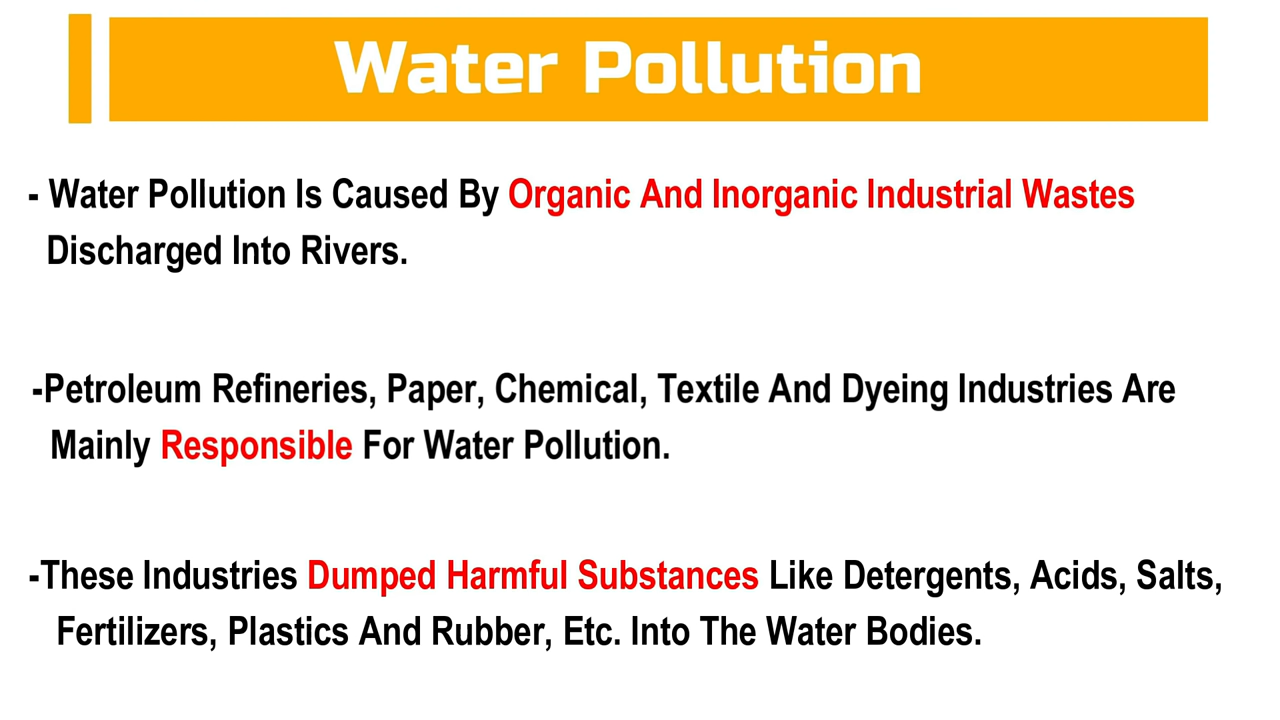 Water Pollution
- Water Pollution Is Caused By Organic And Inorganic Industrial Wastes
Discharged Into Rivers.
-Petroleum Refineries, Paper, Chemical, Textile And Dyeing Industries Are
Mainly Responsible For Water Pollution.
-These Industries Dumped Harmful Substances Like Detergents, Acids, Salts,
Fertilizers, Plastics And Rubber, Etc. Into The Water Bodies.